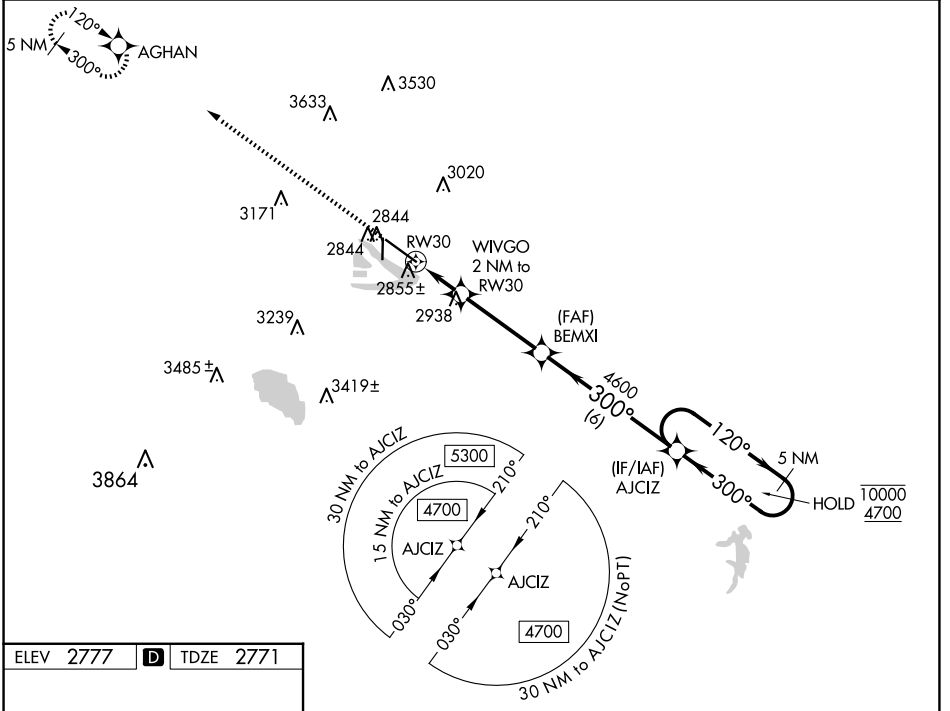 120°
5 NM
300°
AGHAN
3530
3633
3020
3171
2844
2844
RW30
WIVGO
2 NM to
RW30
2855±
2938
3239
(FAF)
BEMXI
3485±
3419±
4600
300°
(6)
120°
5 NM
3864
(IF/IAF)
AJCIZ
300°
HOLD
10000
4700
30 NM to AJCIZ
5300
210°
15 NM to AJCIZ
4700
AJCIZ
030°
210°
AJCIZ
030°
4700
30 NM to AJCIZ (NoPT)
ELEV 2777 D TDZE 2771